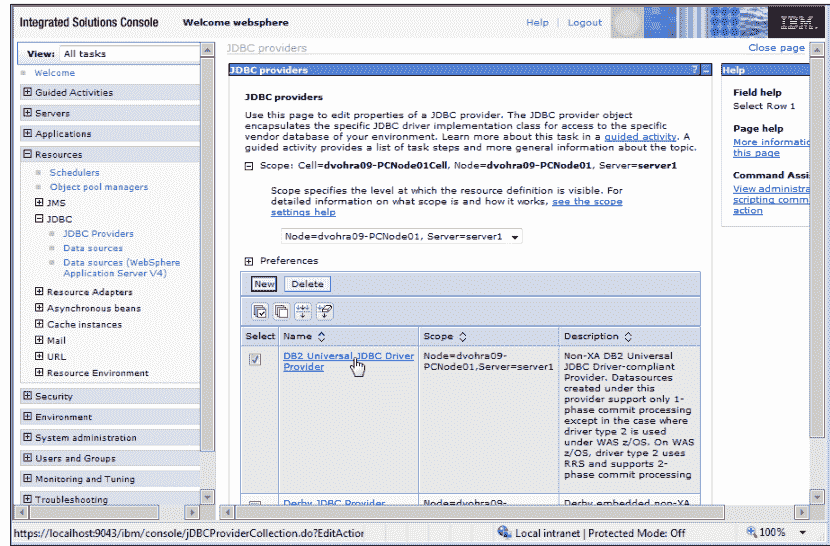 Integrated Solutions Console Welcome websphere Help | Logout IBM.
View: All tasks
Welcome
Guided Activities
Servers
Applications
Resources
Schedulers
Object pool managers
JMS
JDBC
JDBC Providers
Data sources
Data sources (WebSphere
Application Server V4)
Resource Adapters
Asynchronous beans
Cache instances
Mail
URL
Resource Environment
Security
Environment
System administration
Users and Groups
Monitoring and Tuning
Troubleshooting
JDBC providers Close page
JDBC providers ? -
JDBC providers
Use this page to edit properties of a JDBC provider. The JDBC provider object
encapsulates the specific JDBC driver implementation class for access to the specific
vendor database of your environment. Learn more about this task in a guided activity. A
guided activity provides a list of task steps and more general information about the topic.
Scope: Cell=dvohra09-PCNode01Cell, Node=dvohra09-PCNode01, Server=server1
Scope specifies the level at which the resource definition is visible. For
detailed information on what scope is and how it works, see the scope
settings help
Node=dvohra09-PCNode01, Server=server1
Preferences
New Delete
Select Name Scope Description
DB2 Universal JDBC Driver
Provider
Node=dvohra09-
PCNode01,Server=server1
Non-XA DB2 Universal
JDBC Driver-compliant
Provider. Datasources
created under this
provider support only 1-
phase commit processing
except in the case where
driver type 2 is used
under WAS z/OS. On WAS
z/OS, driver type 2 uses
RRS and supports 2-
phase commit processing
Derby JDBC Provider Node=dvohra09- Derby embedded non-XA
Help
Field help
Select Row 1
Page help
More informatio
this page
Command Assi
View administra
scripting comm
action
https://localhost:9043/ibm/console/jDBCProviderCollection.do?EditAction Local intranet | Protected Mode: Off 100%